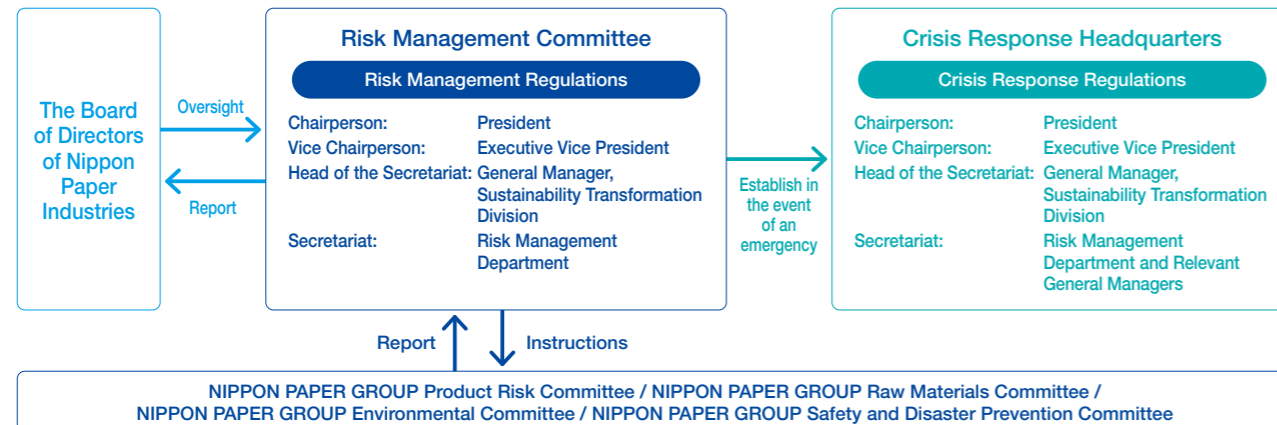 The Board
of Directors
of Nippon
Paper
Industries
Oversight
Report
Risk Management Committee
Risk Management Regulations
Chairperson: President
Vice Chairperson: Executive Vice President
Head of the Secretariat: General Manager,
Sustainability Transformation
Division
Secretariat: Risk Management
Department
Establish in
the event
of an
emergency
Crisis Response Headquarters
Crisis Response Regulations
Chairperson: President
Vice Chairperson: Executive Vice President
Head of the Secretariat: General Manager,
Sustainability Transformation
Division
Secretariat: Risk Management
Department and Relevant
General Managers
Report
Instructions
NIPPON PAPER GROUP Product Risk Committee / NIPPON PAPER GROUP Raw Materials Committee /
NIPPON PAPER GROUP Environmental Committee / NIPPON PAPER GROUP Safety and Disaster Prevention Committee